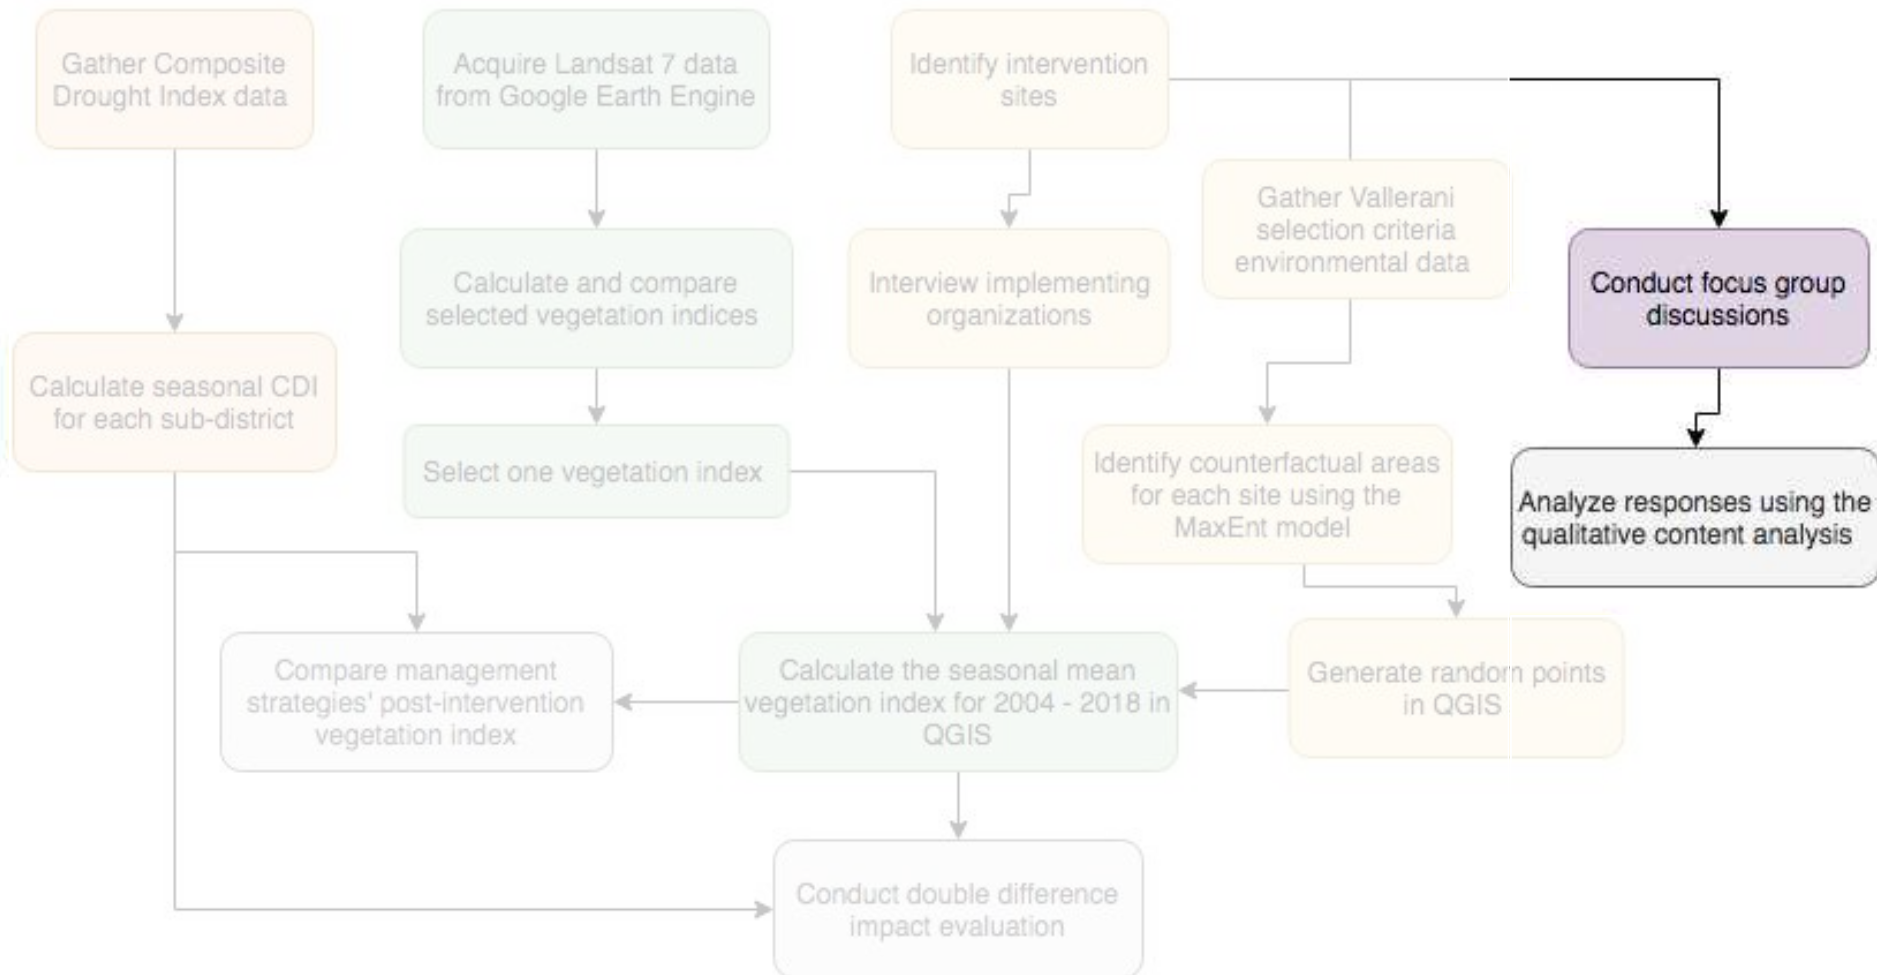 Gather Composite
Drought Index data
Acquire Landsat 7 data
from Google Earth Engine
Identify intervention
sites
Gather Vallerani
selection criteria
environmental data
Conduct focus group
discussions
Calculate and compare
selected vegetation indices
Interview implementing
organizations
Calculate seasonal CDI
for each sub-district
Select one vegetation index
Identify counterfactual areas
for each site using the
MaxEnt model
Analyze responses using the
qualitative content analysis
Compare management
strategies' post-intervention
vegetation index
Calculate the seasonal mean
vegetation index for 2004 - 2018 in
QGIS
Generate random points
in QGIS
Conduct double difference
impact evaluation